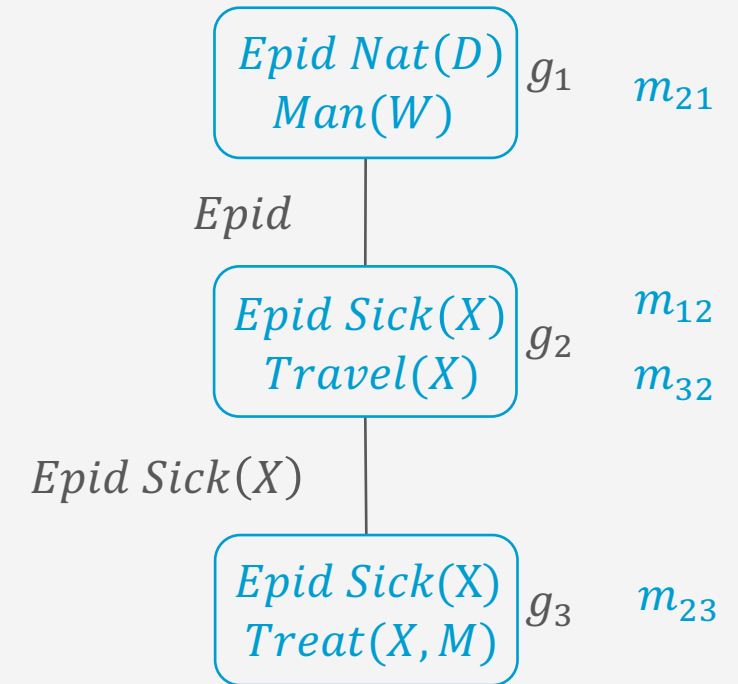 Epid Nat(D)
Man(W)
g₁
m₂₁
Epid
Epid Sick(X)
Travel(X)
g₂
m₁₂
m₃₂
Epid Sick(X)
Epid Sick(X)
Treat(X, M)
g₃
m₂₃